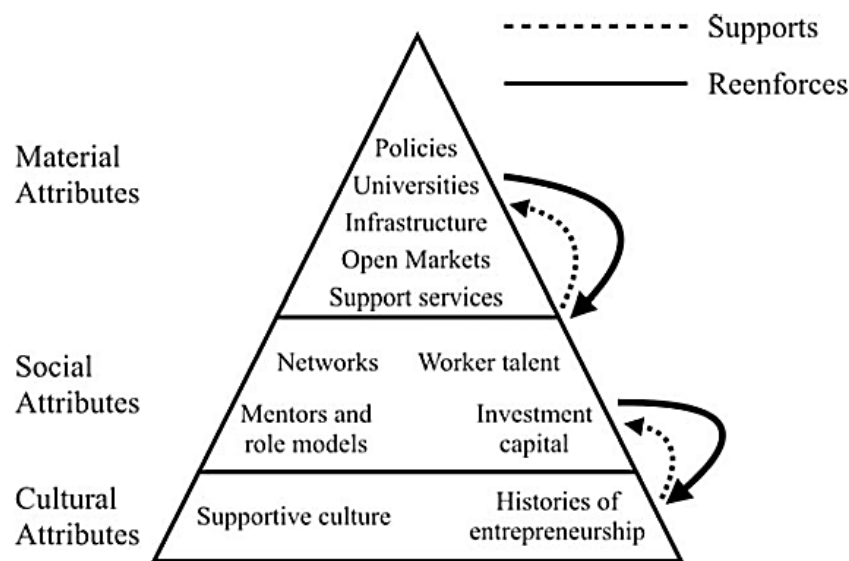 Supports
Reenforces
Material
Attributes
Policies
Universities
Infrastructure
Open Markets
Support services
Social
Attributes
Networks
Worker talent
Mentors and
role models
Investment
capital
Cultural
Attributes
Supportive culture
Histories of
entrepreneurship